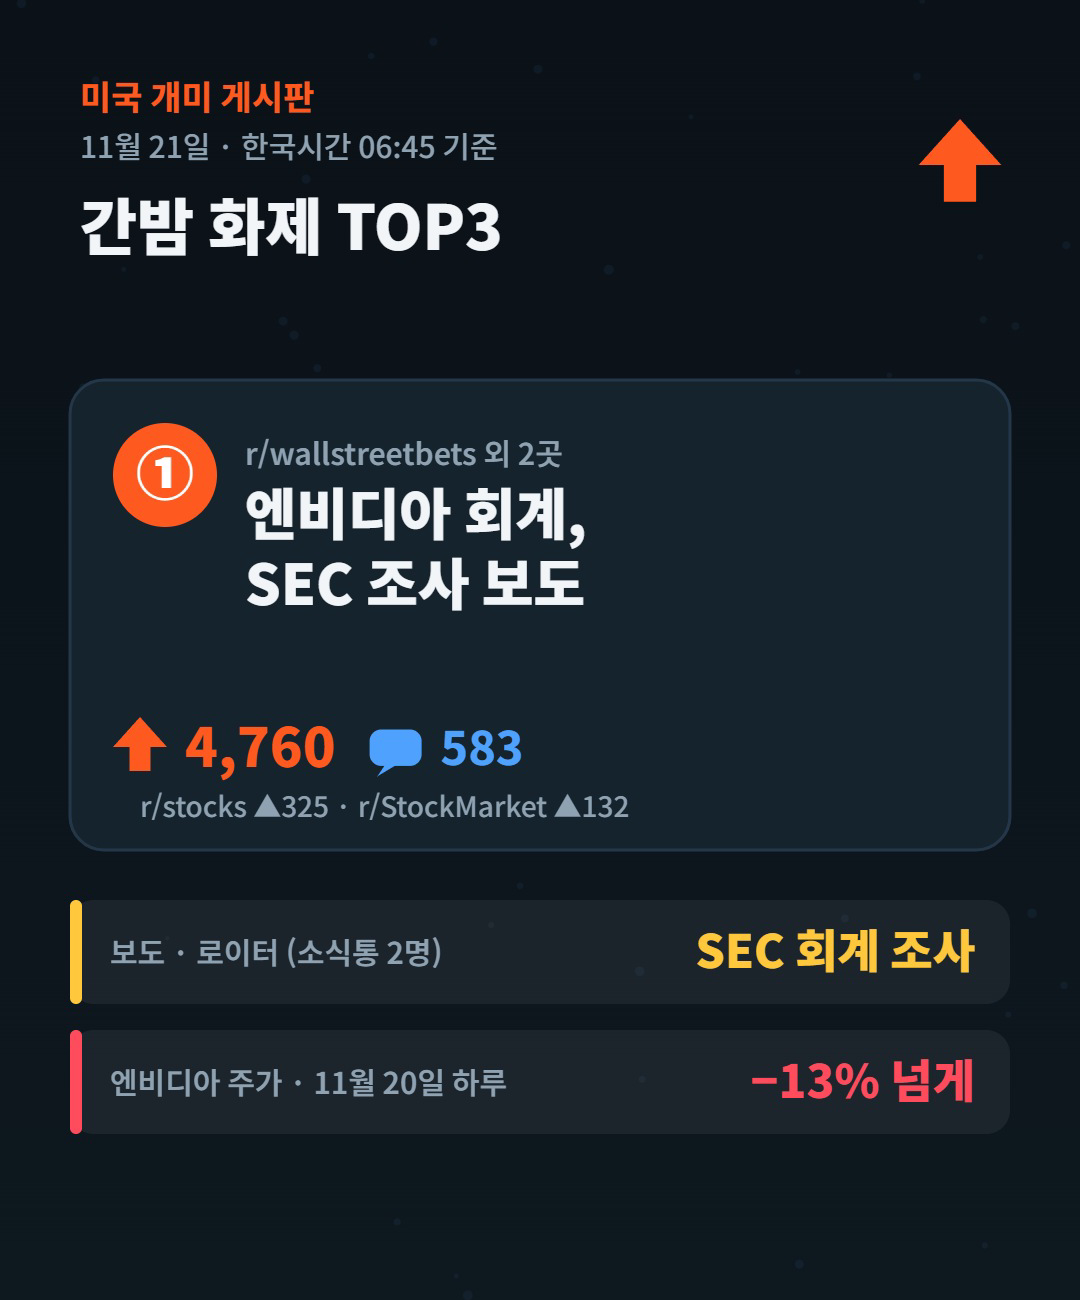 미국 개미 게시판
11월 21일 · 한국시간 06:45 기준
간밤 화제 TOP3
①
r/wallstreetbets 외 2곳
엔비디아 회계,
SEC 조사 보도
4,760 583
r/stocks ▲325 · r/StockMarket ▲132
보도 · 로이터 (소식통 2명) SEC 회계 조사
엔비디아 주가 · 11월 20일 하루 −13% 넘게